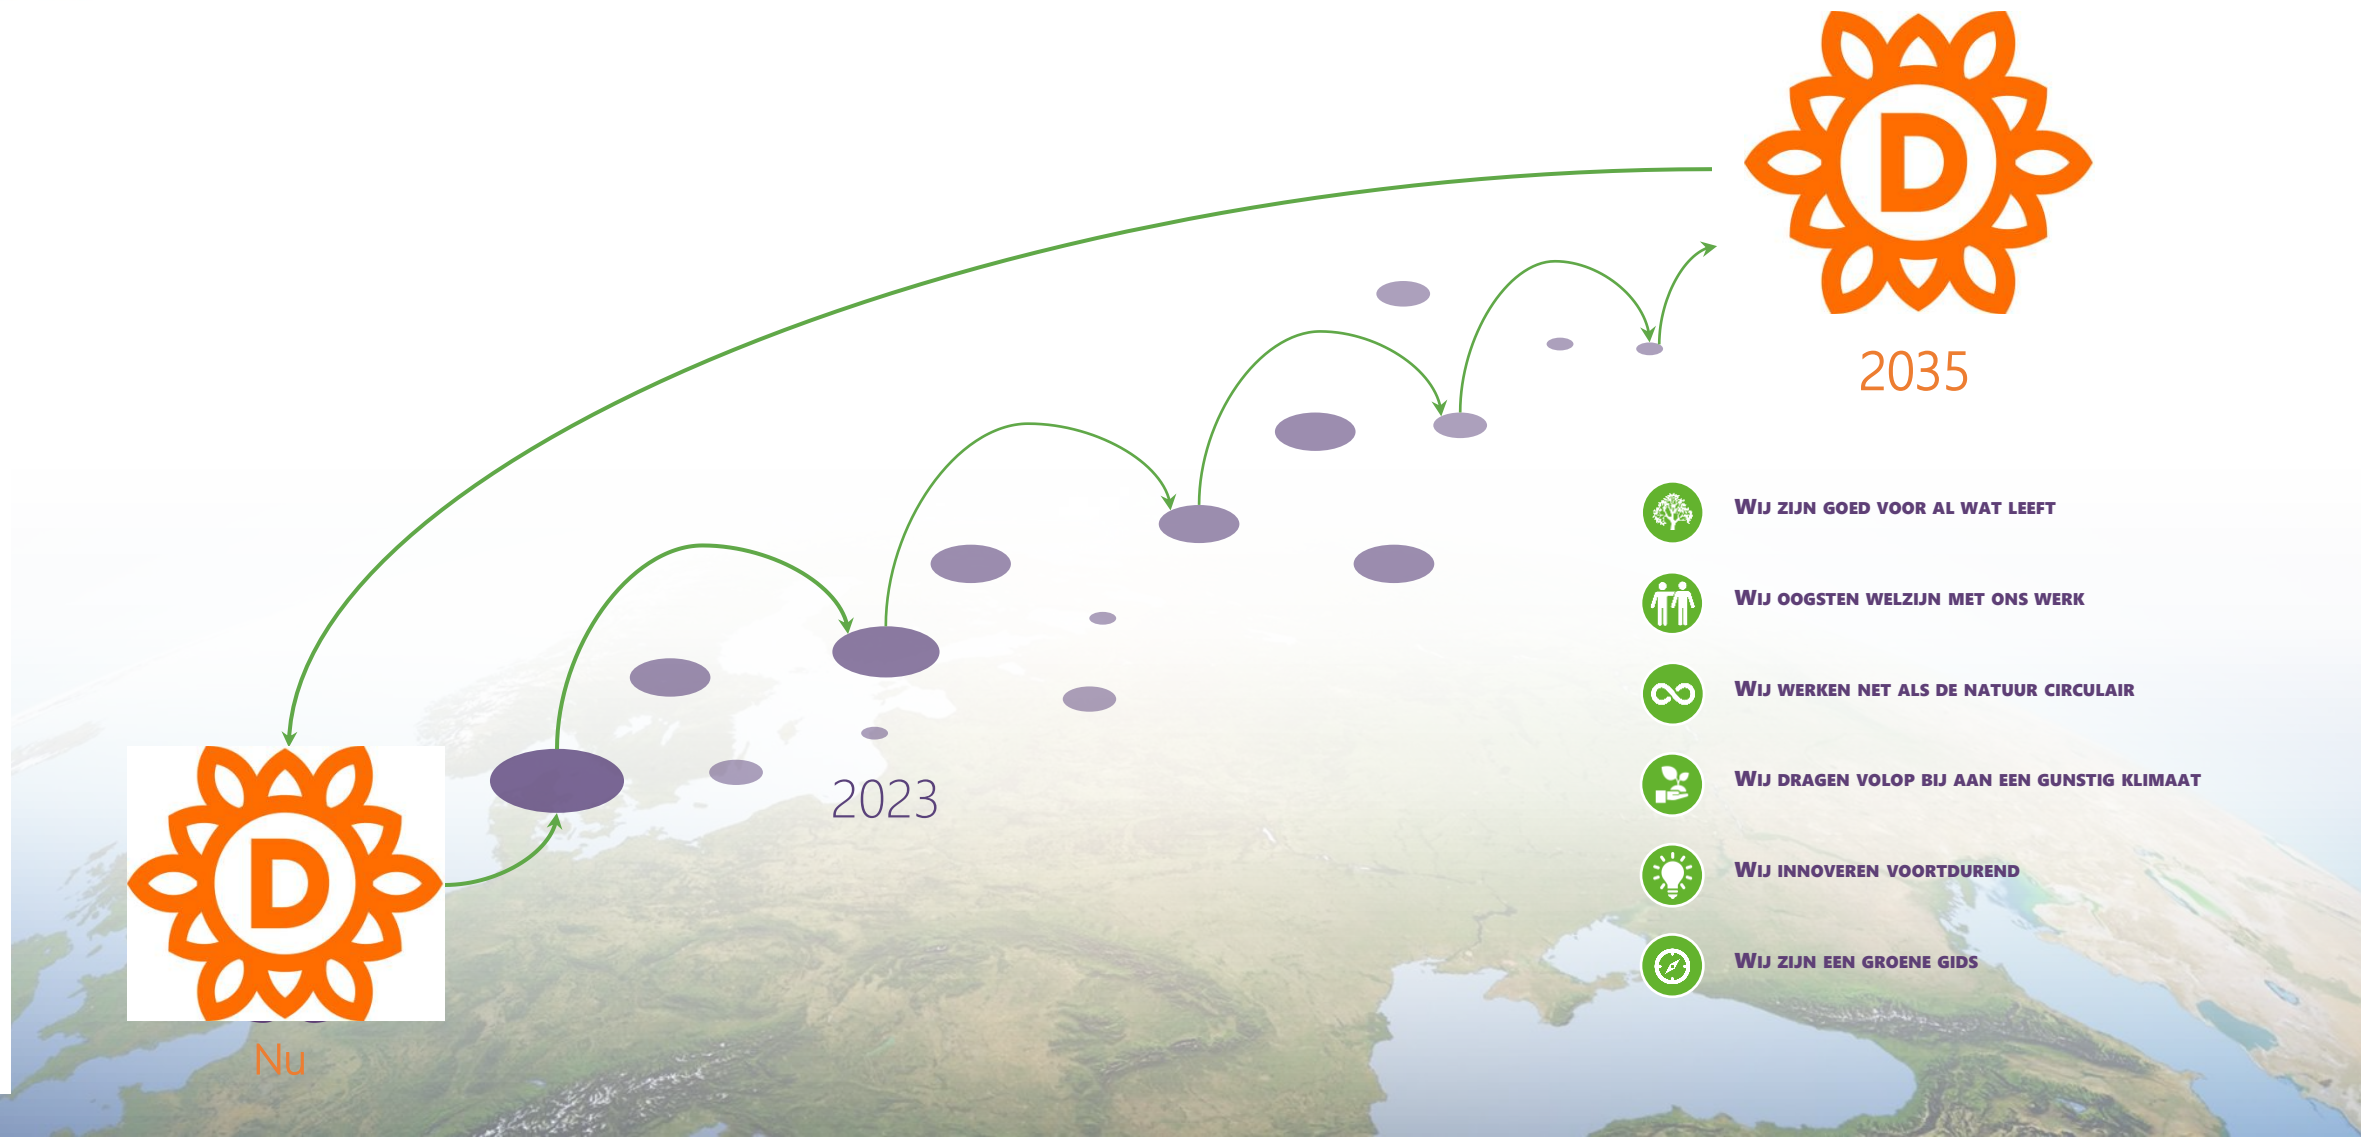 D
2035
WIJ ZIJN GOED VOOR AL WAT LEEFT
WIJ OOGSTEN WELZIJN MET ONS WERK
WIJ WERKEN NET ALS DE NATUUR CIRCULAIR
WIJ DRAGEN VOLOP BIJ AAN EEN GUNSTIG KLIMAAT
2023
WIJ INNOVEREN VOORTDUREND
D
WIJ ZIJN EEN GROENE GIDS
Nu